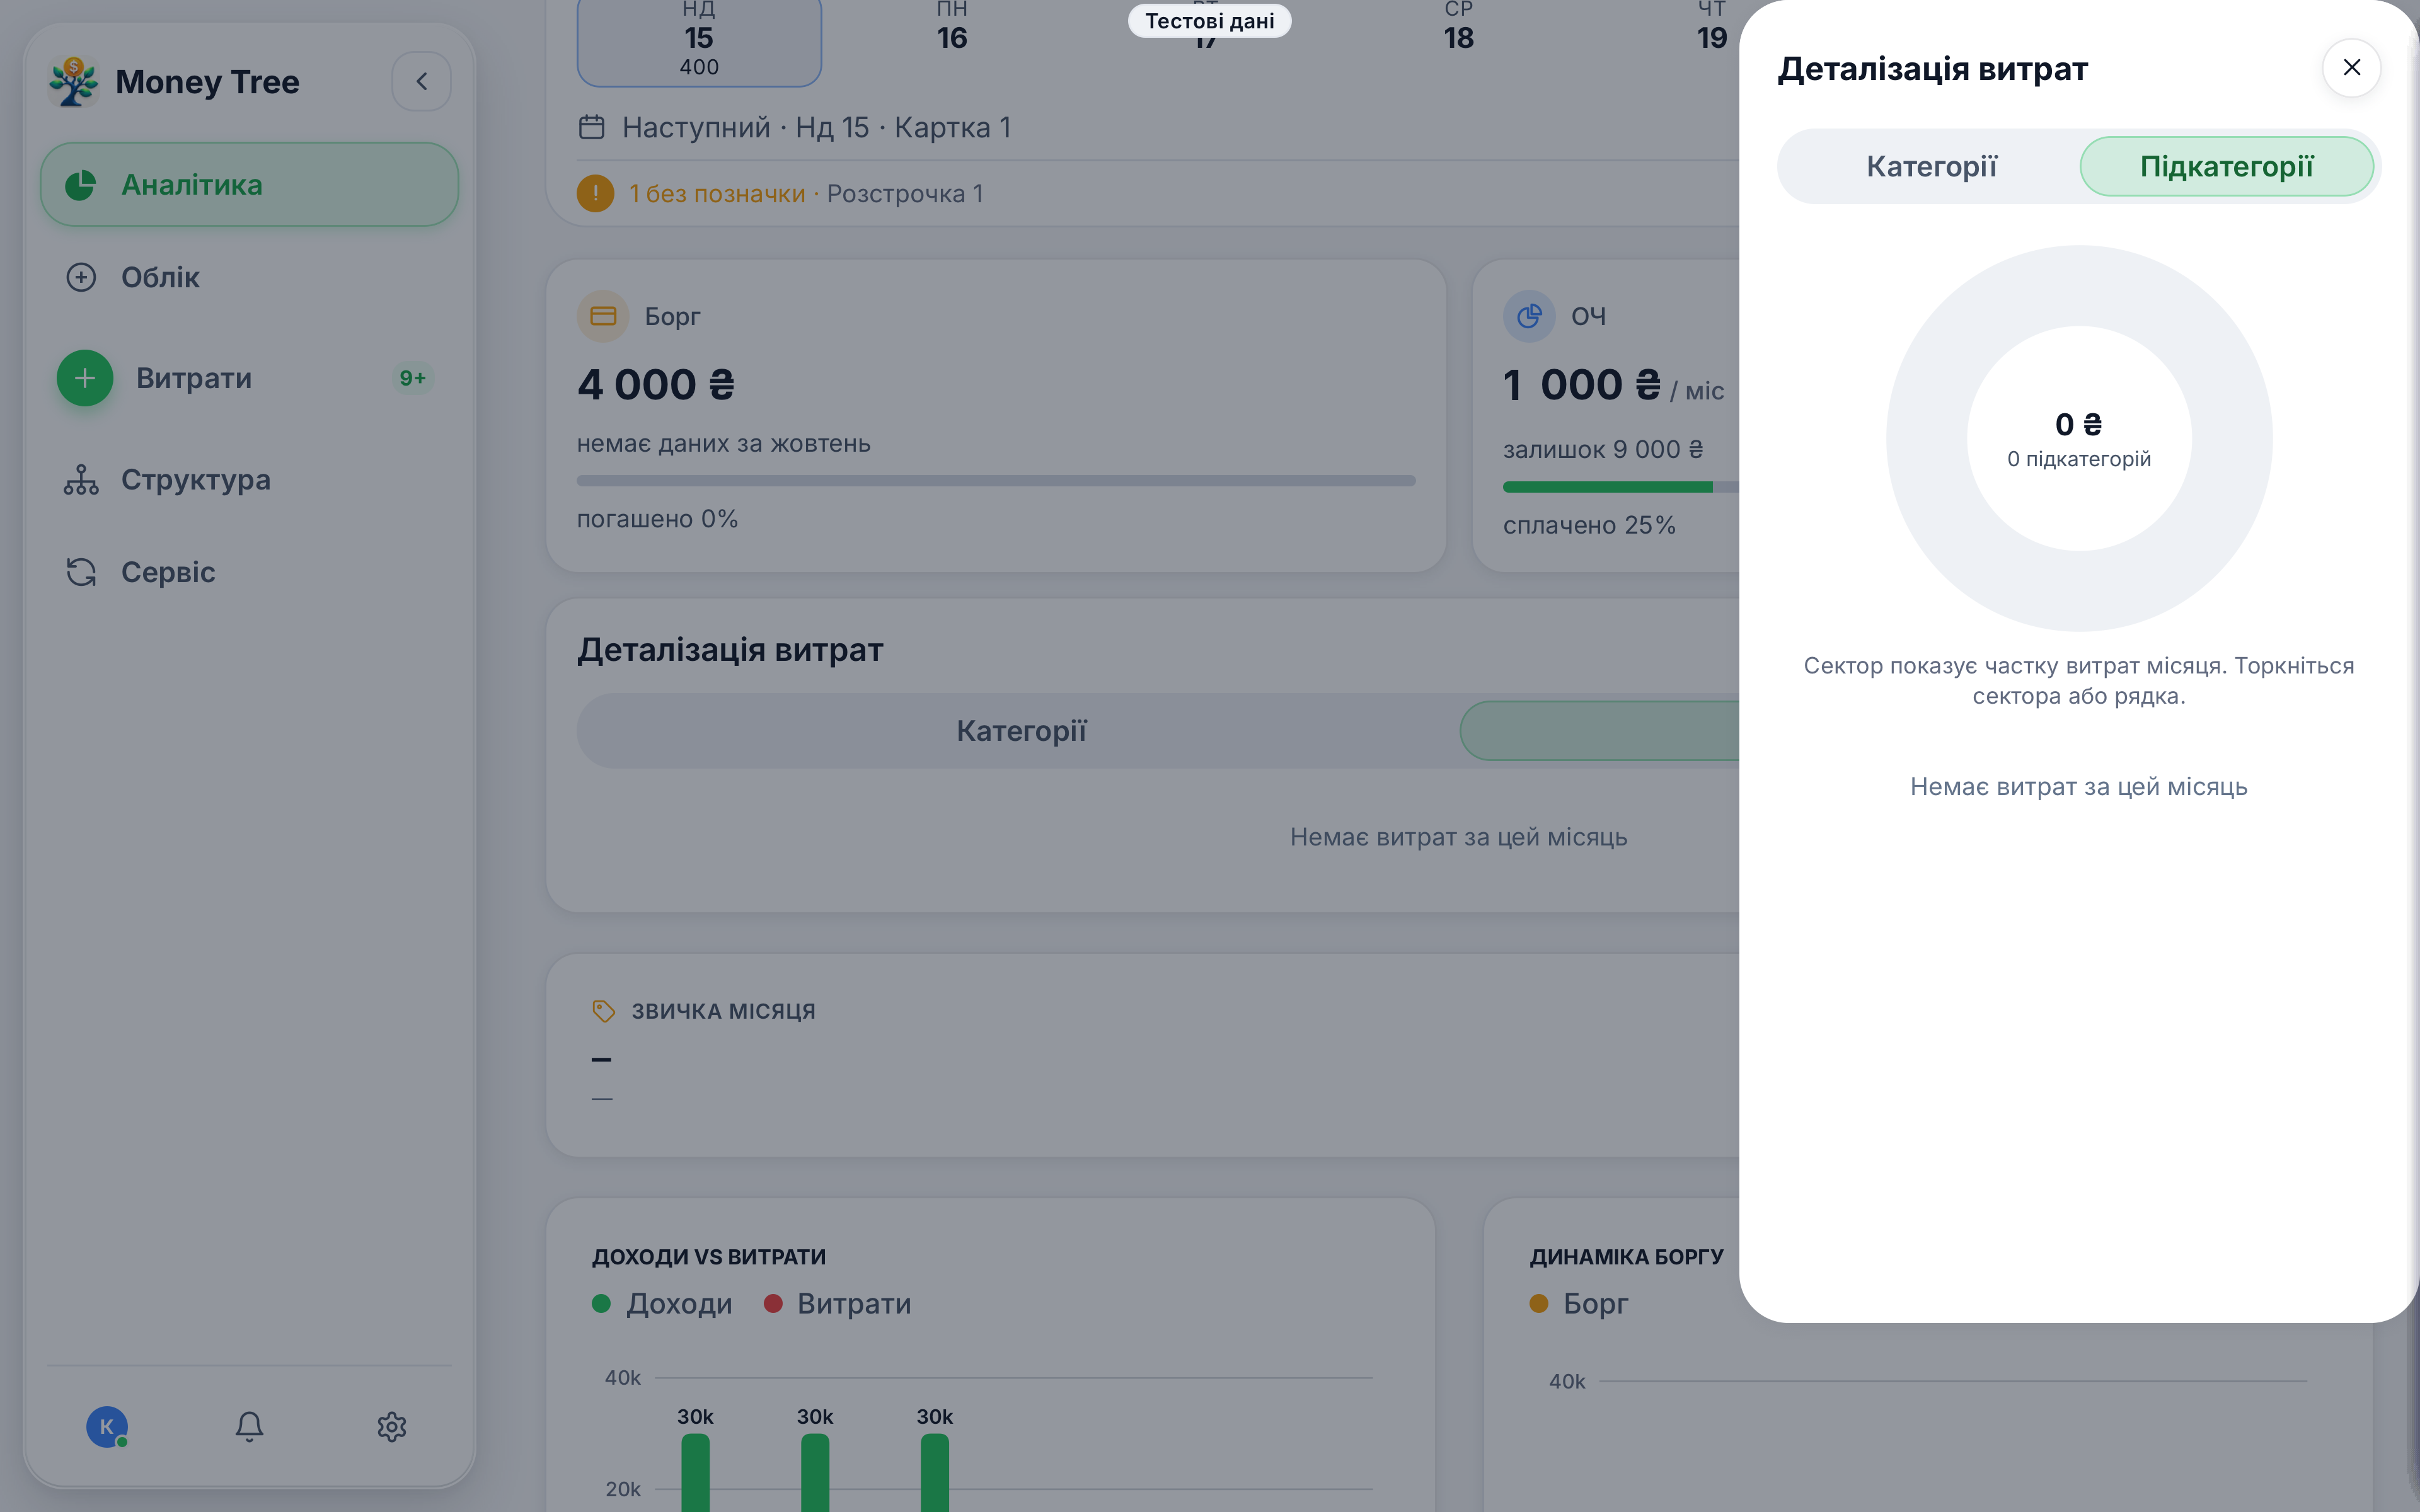 Money Tree
Аналітика
Облік
Витрати
9+
Структура
Сервіс
К
Тестові дані
НД
15
400
ПН
16
17
СР
18
ЧТ
19
Наступний · Нд 15 · Картка 1
! 1 без позначки · Розстрочка 1
Борг
4 000 ₴
немає даних за жовтень
погашено 0%
ОЧ
1 000 ₴ / міс
залишок 9 000 ₴
сплачено 25%
Деталізація витрат
Категорії
Немає витрат за цей місяць
ЗВИЧКА МІСЯЦЯ
–
—
ДОХОДИ VS ВИТРАТИ
Доходи
Витрати
40k
30k
30k
30k
20k
ДИНАМІКА БОРГУ
Борг
40k
Деталізація витрат
Категорії
Підкатегорії
0 ₴
0 підкатегорій
Сектор показує частку витрат місяця. Торкніться
сектора або рядка.
Немає витрат за цей місяць